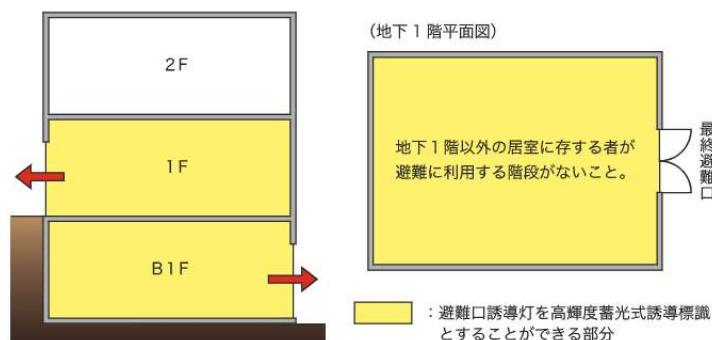 2F
1F
B1F
(地下1階平面図)
地下1階以外の居室に存する者が
避難に利用する階段がないこと。
最終避難口
:避難口誘導灯を高輝度蓄光式誘導標識
とすることができる部分